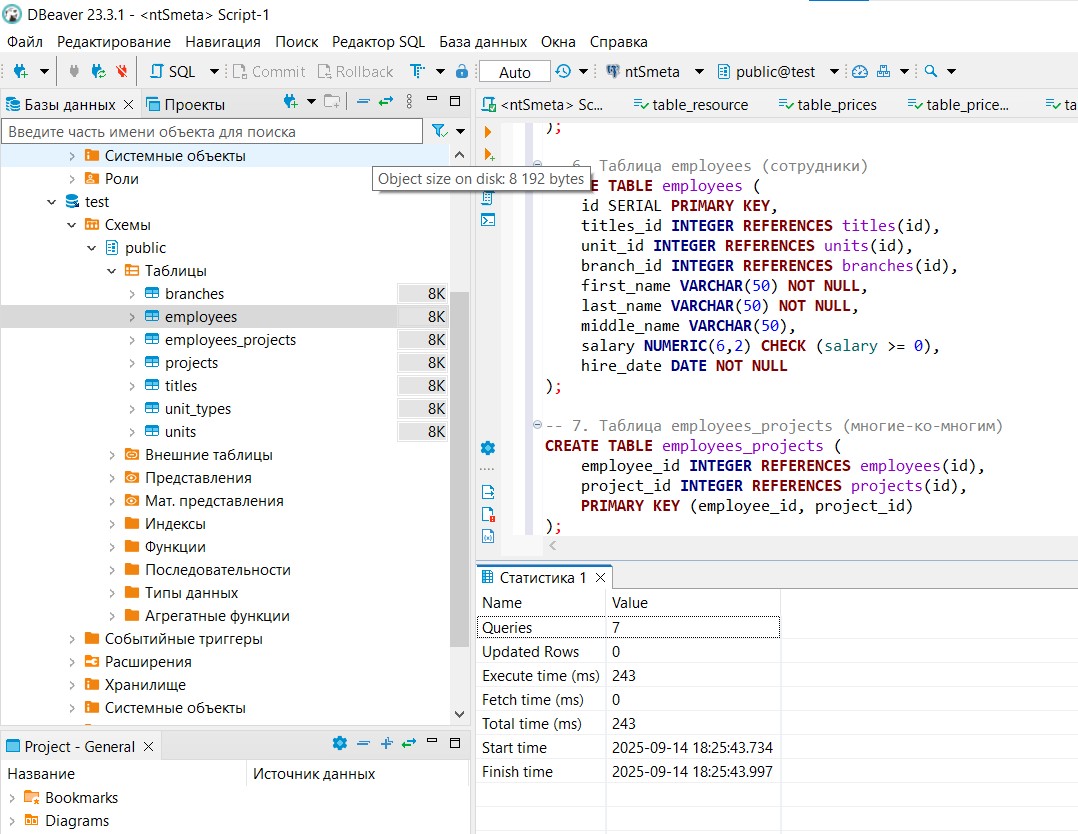 DBeaver 23.3.1 - <ntSmeta> Script-1
Файл Редактирование Навигация Поиск Редактор SQL База данных Окна Справка
SQL Commit Rollback Auto ntSmeta public@test
Базы данных Проекты
<ntSmeta> Sc... table_resource table_prices table_price... ta
Введите часть имени объекта для поиска
Системные объекты
Роли
test
Схемы
public
Таблицы
branches 8K
employees 8K
employees_projects 8K
projects 8K
titles 8K
unit_types 8K
units 8K
Внешние таблицы
Представления
Мат. представления
Индексы
Функции
Последовательности
Типы данных
Агрегатные функции
Событийные триггеры
Расширения
Хранилище
Системные объекты
Object size on disk: 8 192 bytes
);
Таблица employees (сотрудники)
TABLE employees (
id SERIAL PRIMARY KEY,
titles_id INTEGER REFERENCES titles(id),
unit_id INTEGER REFERENCES units(id),
branch_id INTEGER REFERENCES branches(id),
first_name VARCHAR(50) NOT NULL,
last_name VARCHAR(50) NOT NULL,
middle_name VARCHAR(50),
salary NUMERIC(6,2) CHECK (salary >= 0),
hire_date DATE NOT NULL
);
-- 7. Таблица employees_projects (многие-ко-многим)
CREATE TABLE employees_projects (
employee_id INTEGER REFERENCES employees(id),
project_id INTEGER REFERENCES projects(id),
PRIMARY KEY (employee_id, project_id)
);
Статистика 1
Name Value
Queries 7
Updated Rows 0
Execute time (ms) 243
Fetch time (ms) 0
Total time (ms) 243
Start time 2025-09-14 18:25:43.734
Finish time 2025-09-14 18:25:43.997
Project - General
Название Источник данных
Bookmarks
Diagrams